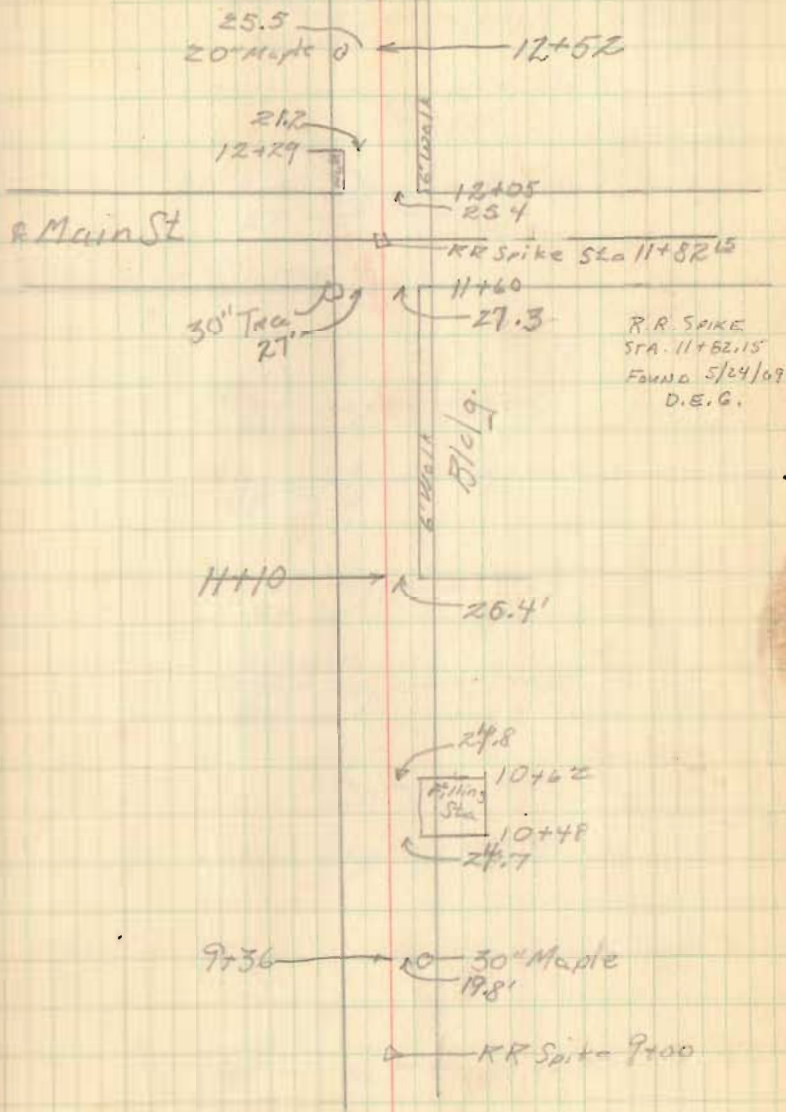 25.5
20" Maple
12+52
21.2
12+29
6' Walk
12+05
25.4
℄ Main St
RR Spike Sta 11+82.15
11+60
30" Tree
27'
27.3
R.R. SPIKE
STA. 11+82.15
FOUND 5/24/69
D.E.G.
Bldg.
6' Walk
11+10
26.4'
24.8
10+62
Filling
Sta
10+48
24.7
9+36
30" Maple
19.8'
RR Spike 9+00